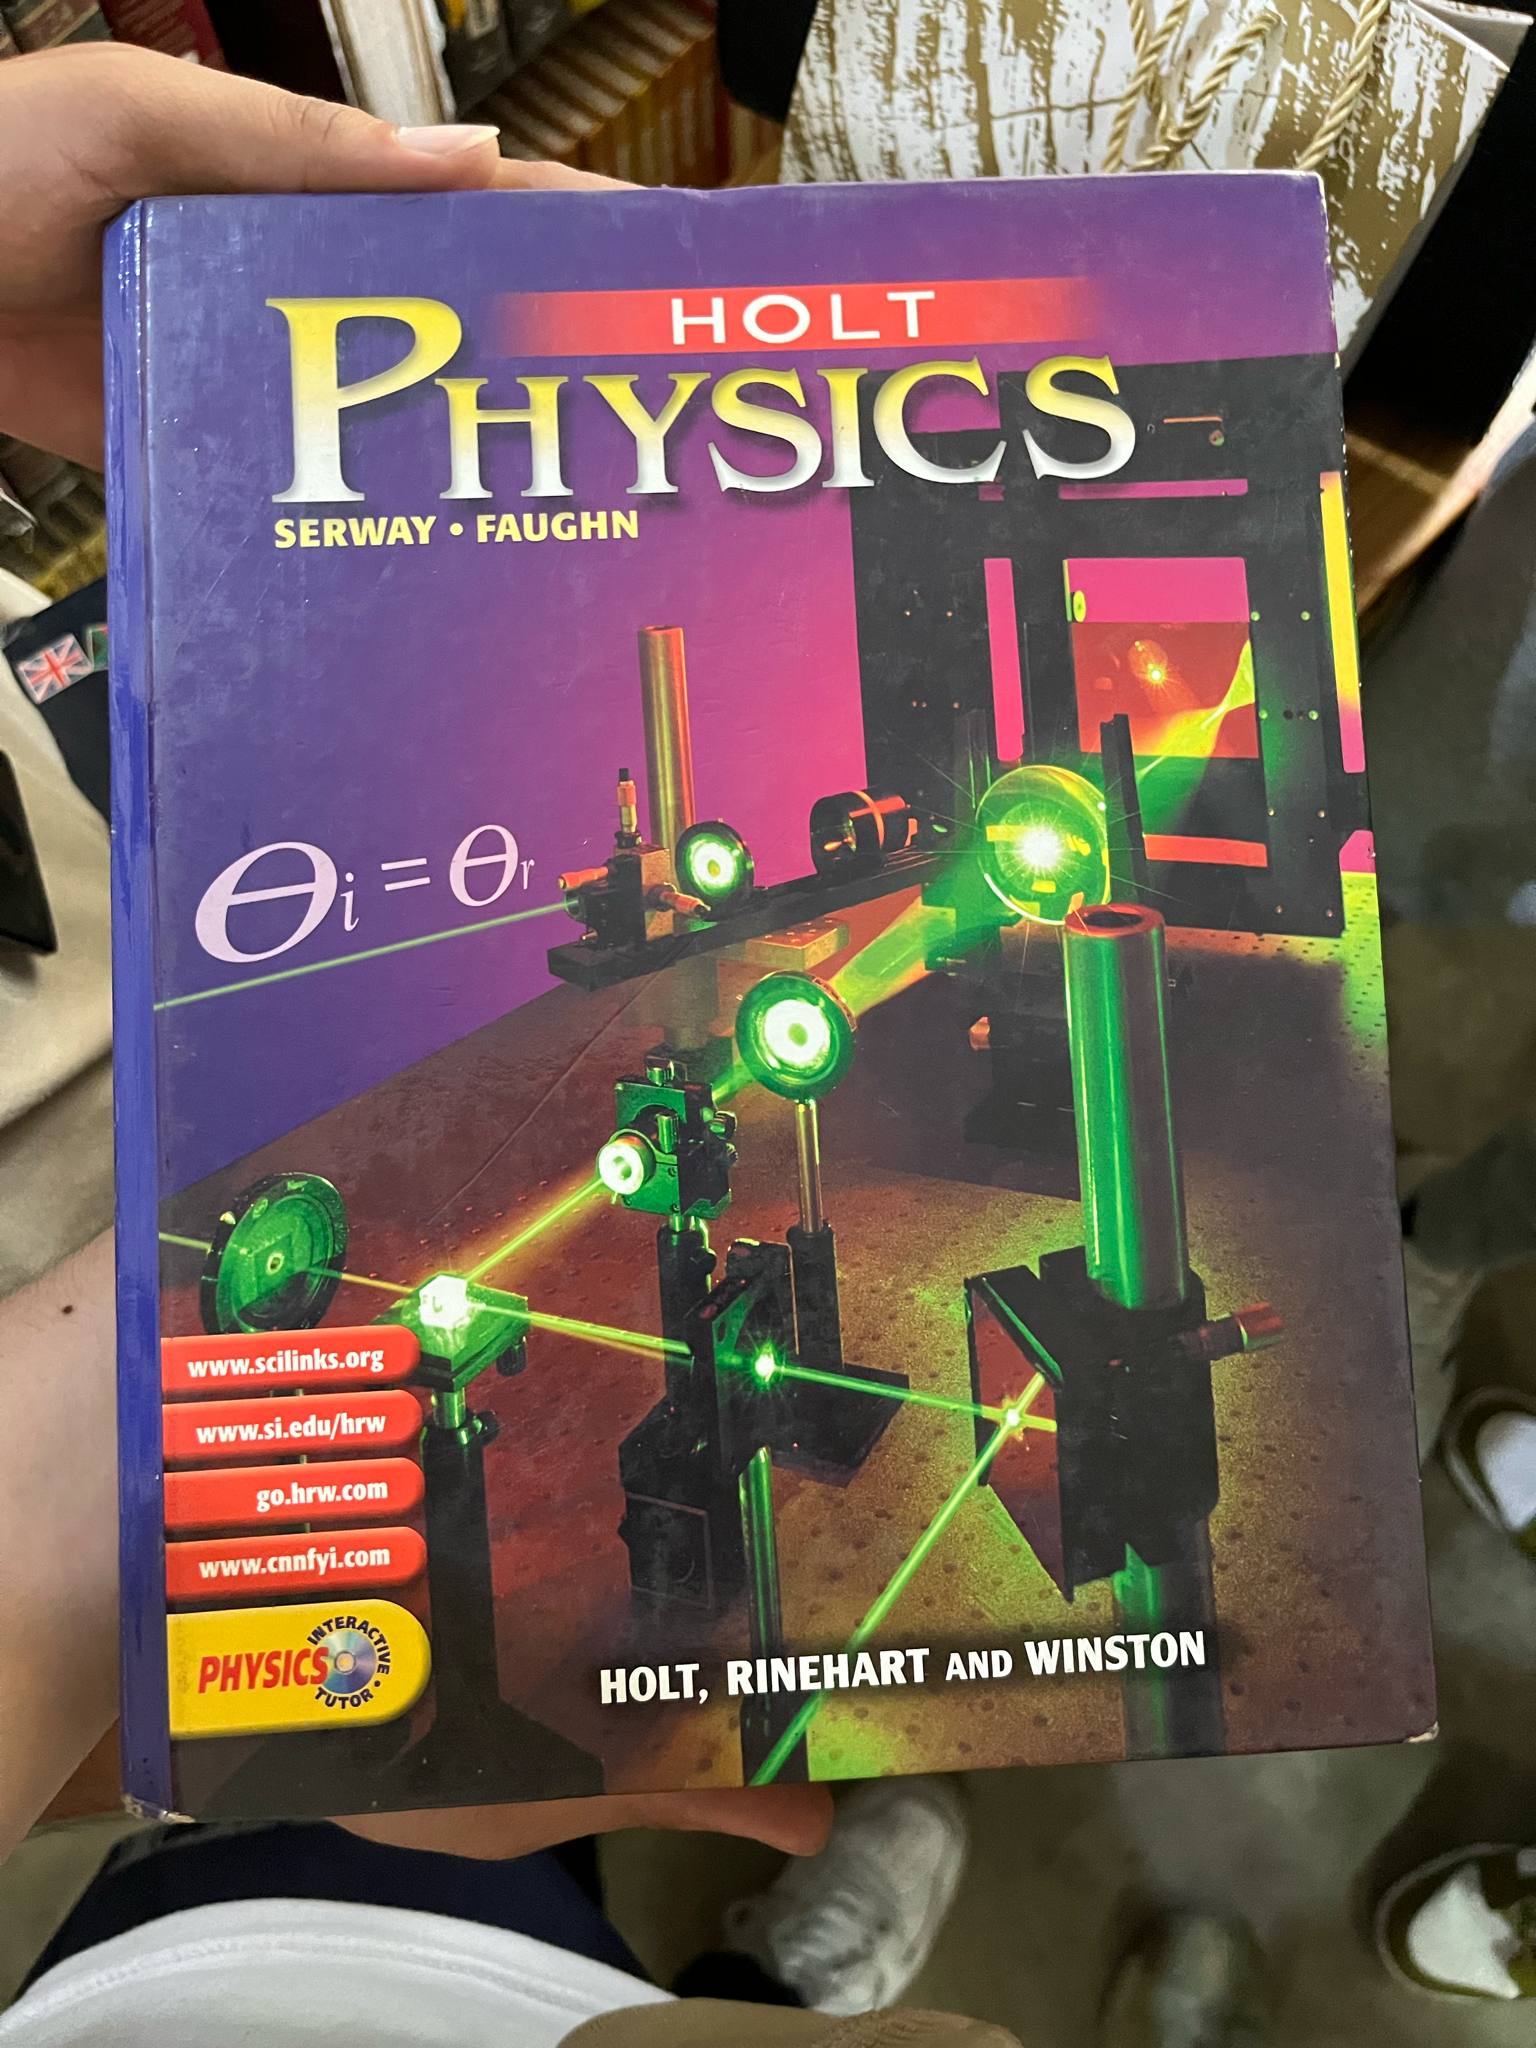 HOLT
PHYSICS
SERWAY • FAUGHN
θi = θr
www.scilinks.org
www.si.edu/hrw
go.hrw.com
www.cnnfyi.com
PHYSICS
INTERACTIVE
TUTOR •
HOLT, RINEHART AND WINSTON